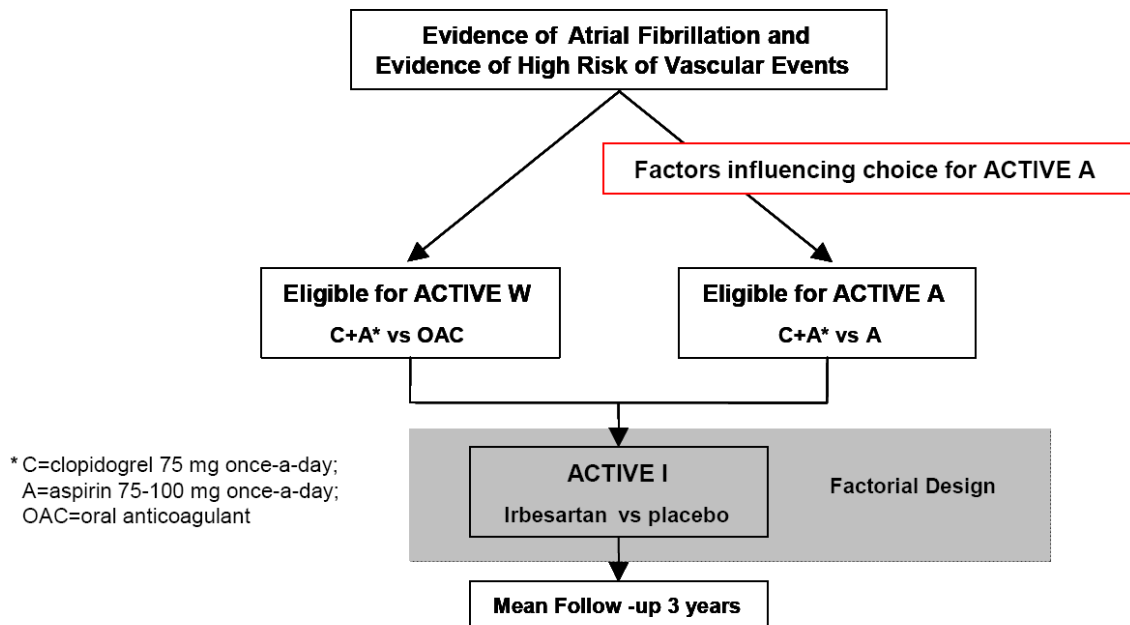 Evidence of Atrial Fibrillation and
Evidence of High Risk of Vascular Events
Factors influencing choice for ACTIVE A
Eligible for ACTIVE W
C+A* vs OAC
Eligible for ACTIVE A
C+A* vs A
* C=clopidogrel 75 mg once-a-day;
A=aspirin 75-100 mg once-a-day;
OAC=oral anticoagulant
ACTIVE I
Irbesartan vs placebo
Factorial Design
Mean Follow -up 3 years